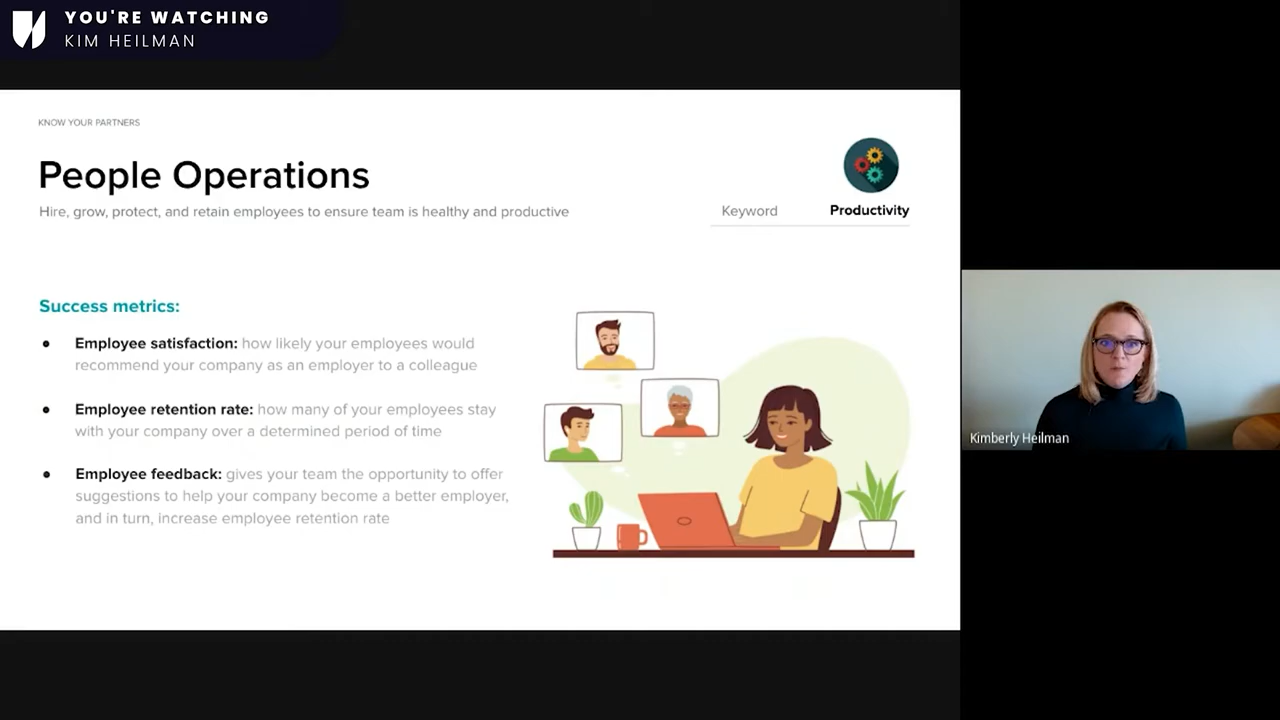 YOU'RE WATCHING
KIM HEILMAN
KNOW YOUR PARTNERS
People Operations
Hire, grow, protect, and retain employees to ensure team is healthy and productive
Keyword Productivity
Success metrics:
● Employee satisfaction: how likely your employees would
recommend your company as an employer to a colleague
● Employee retention rate: how many of your employees stay
with your company over a determined period of time
● Employee feedback: gives your team the opportunity to offer
suggestions to help your company become a better employer,
and in turn, increase employee retention rate
Kimberly Heilman